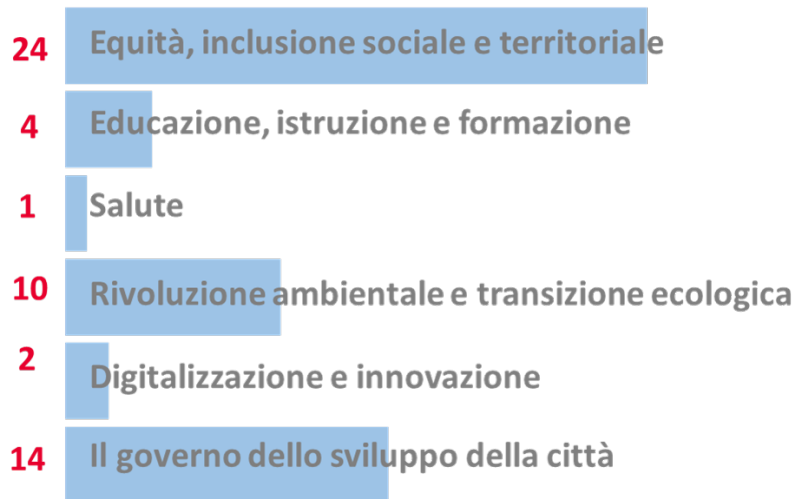 24 Equità, inclusione sociale e territoriale
4 Educazione, istruzione e formazione
1 Salute
10 Rivoluzione ambientale e transizione ecologica
2 Digitalizzazione e innovazione
14 Il governo dello sviluppo della città